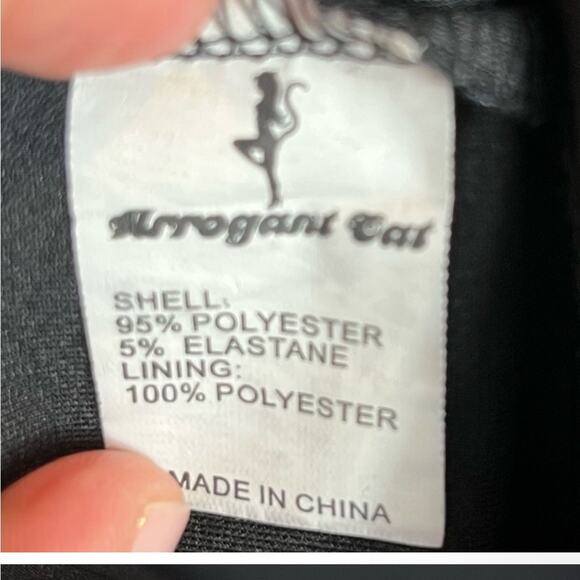 Arrogant Cat
SHELL:
95% POLYESTER
5% ELASTANE
LINING:
100% POLYESTER
MADE IN CHINA